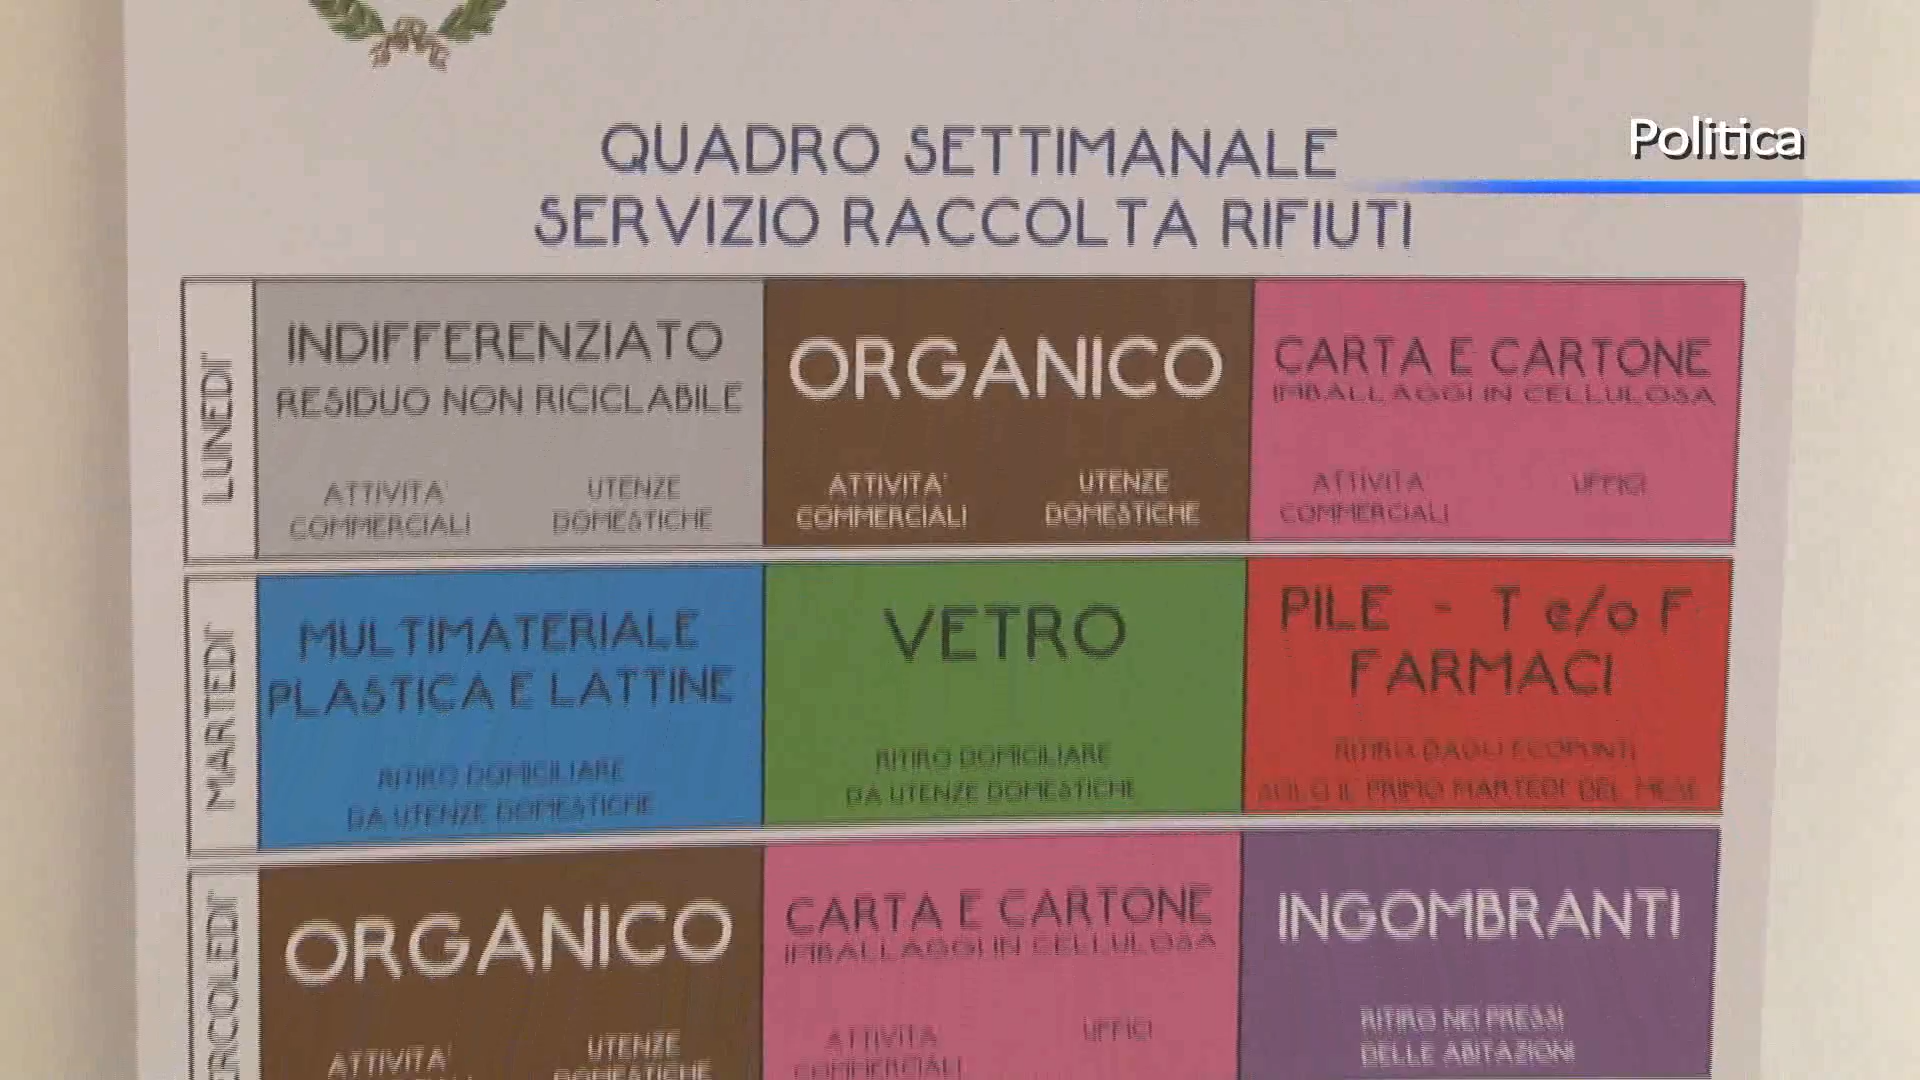 Politica
QUADRO SETTIMANALE
SERVIZIO RACCOLTA RIFIUTI
LUNEDI'
INDIFFERENZIATO
RESIDUO NON RICICLABILE
ATTIVITA'
COMMERCIALI
UTENZE
DOMESTICHE
ORGANICO
ATTIVITA'
COMMERCIALI
UTENZE
DOMESTICHE
CARTA E CARTONE
IMBALLAGGI IN CELLULOSA
ATTIVITA'
COMMERCIALI
UFFICI
MARTEDI'
MULTIMATERIALE
PLASTICA E LATTINE
RITIRO DOMICILIARE
DA UTENZE DOMESTICHE
VETRO
RITIRO DOMICILIARE
DA UTENZE DOMESTICHE
PILE - T e/o F
FARMACI
RITIRO DAGLI ECOPUNTI
SOLO IL PRIMO MARTEDI' DEL MESE
ERCOLEDI'
ORGANICO
ATTIVITA'
UTENZE
DOMESTICHE
CARTA E CARTONE
IMBALLAGGI IN CELLULOSA
ATTIVITA'
COMMERCIALI
UFFICI
INGOMBRANTI
RITIRO NEI PRESSI
DELLE ABITAZIONI